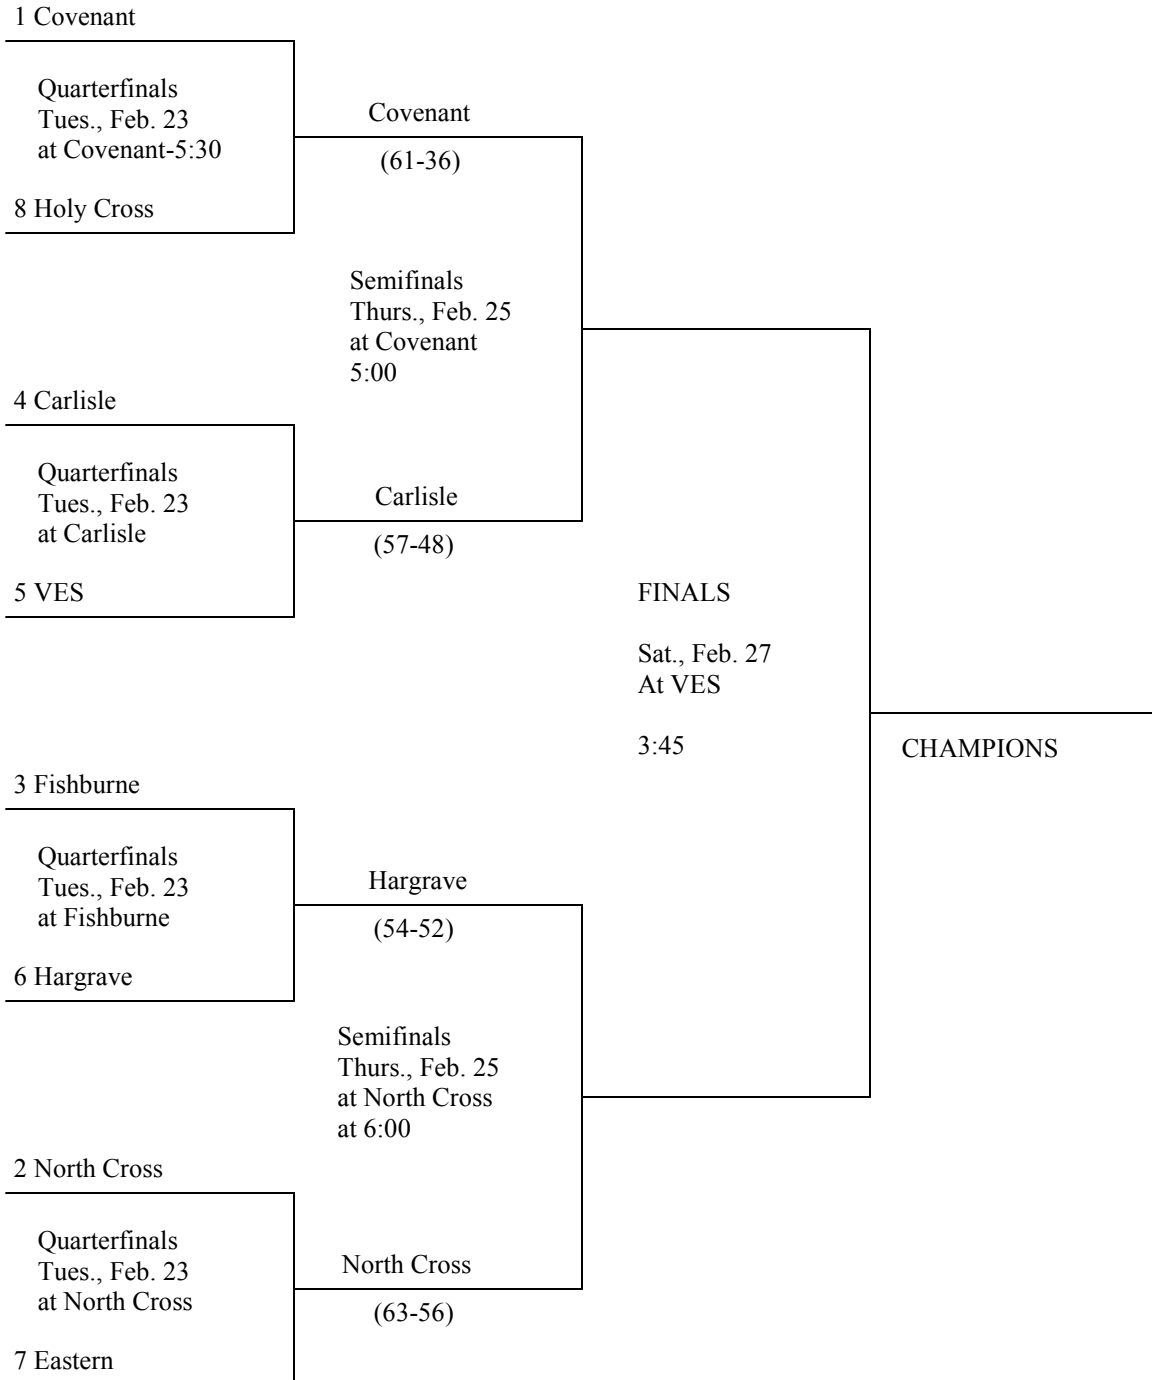 1 Covenant
Quarterfinals
Tues., Feb. 23
at Covenant-5:30
8 Holy Cross
Covenant
(61-36)
Semifinals
Thurs., Feb. 25
at Covenant
5:00
4 Carlisle
Quarterfinals
Tues., Feb. 23
at Carlisle
5 VES
Carlisle
(57-48)
FINALS
Sat., Feb. 27
At VES
3:45
CHAMPIONS
3 Fishburne
Quarterfinals
Tues., Feb. 23
at Fishburne
6 Hargrave
Hargrave
(54-52)
Semifinals
Thurs., Feb. 25
at North Cross
at 6:00
2 North Cross
Quarterfinals
Tues., Feb. 23
at North Cross
7 Eastern
North Cross
(63-56)